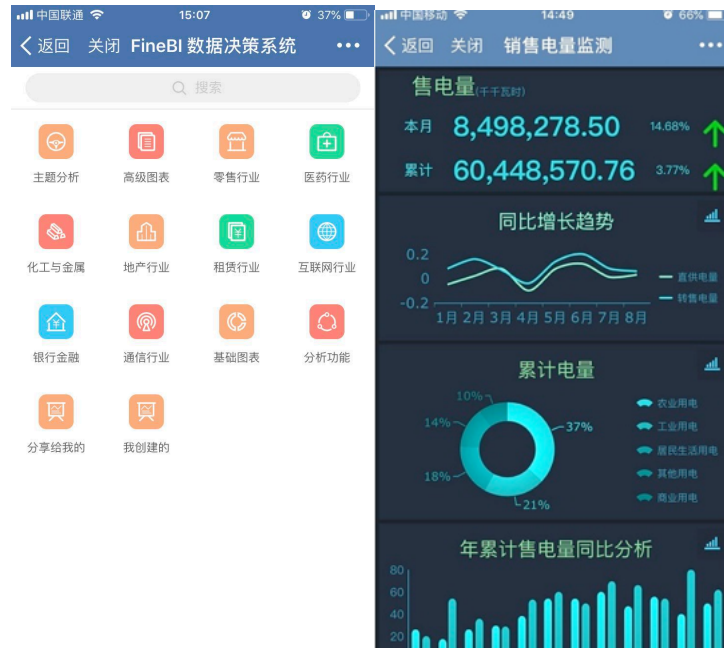 中国联通
15:07
37%
返回 关闭 FineBI 数据决策系统
搜索
主题分析 高级图表 零售行业 医药行业
化工与金属 地产行业 租赁行业 互联网行业
银行金融 通信行业 基础图表 分析功能
分享给我的 我创建的
中国移动
14:49
66%
返回 关闭 销售电量监测
售电量(千千瓦时)
本月 8,498,278.50 14.68%
累计 60,448,570.76 3.77%
同比增长趋势
0.2
0
-0.2
直供电量
转售电量
1月 2月 3月 4月 5月 6月 7月 8月
累计电量
10%
14%
18%
21%
37%
农业用电
工业用电
居民生活用电
其他用电
商业用电
年累计售电量同比分析
80
60
40
20